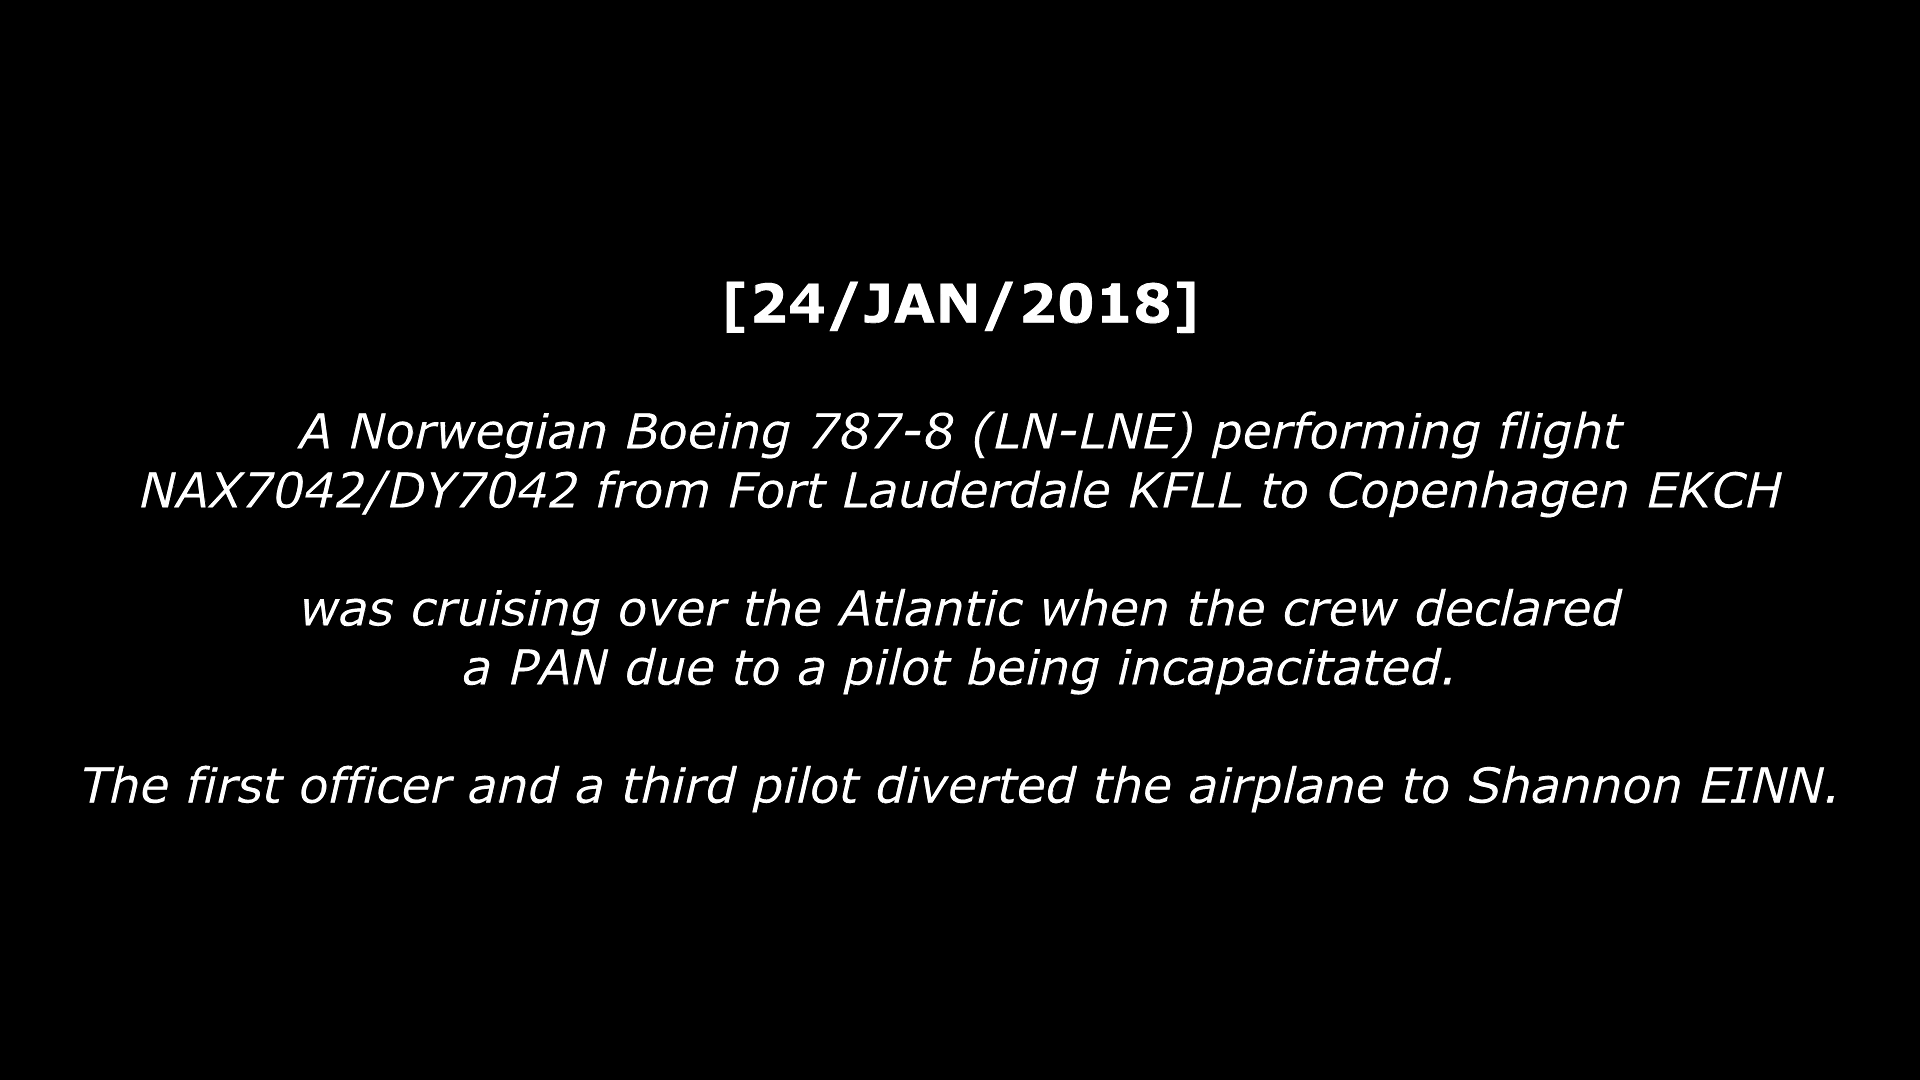 [24/JAN/2018]
A Norwegian Boeing 787-8 (LN-LNE) performing flight
NAX7042/DY7042 from Fort Lauderdale KFLL to Copenhagen EKCH
was cruising over the Atlantic when the crew declared
a PAN due to a pilot being incapacitated.
The first officer and a third pilot diverted the airplane to Shannon EINN.